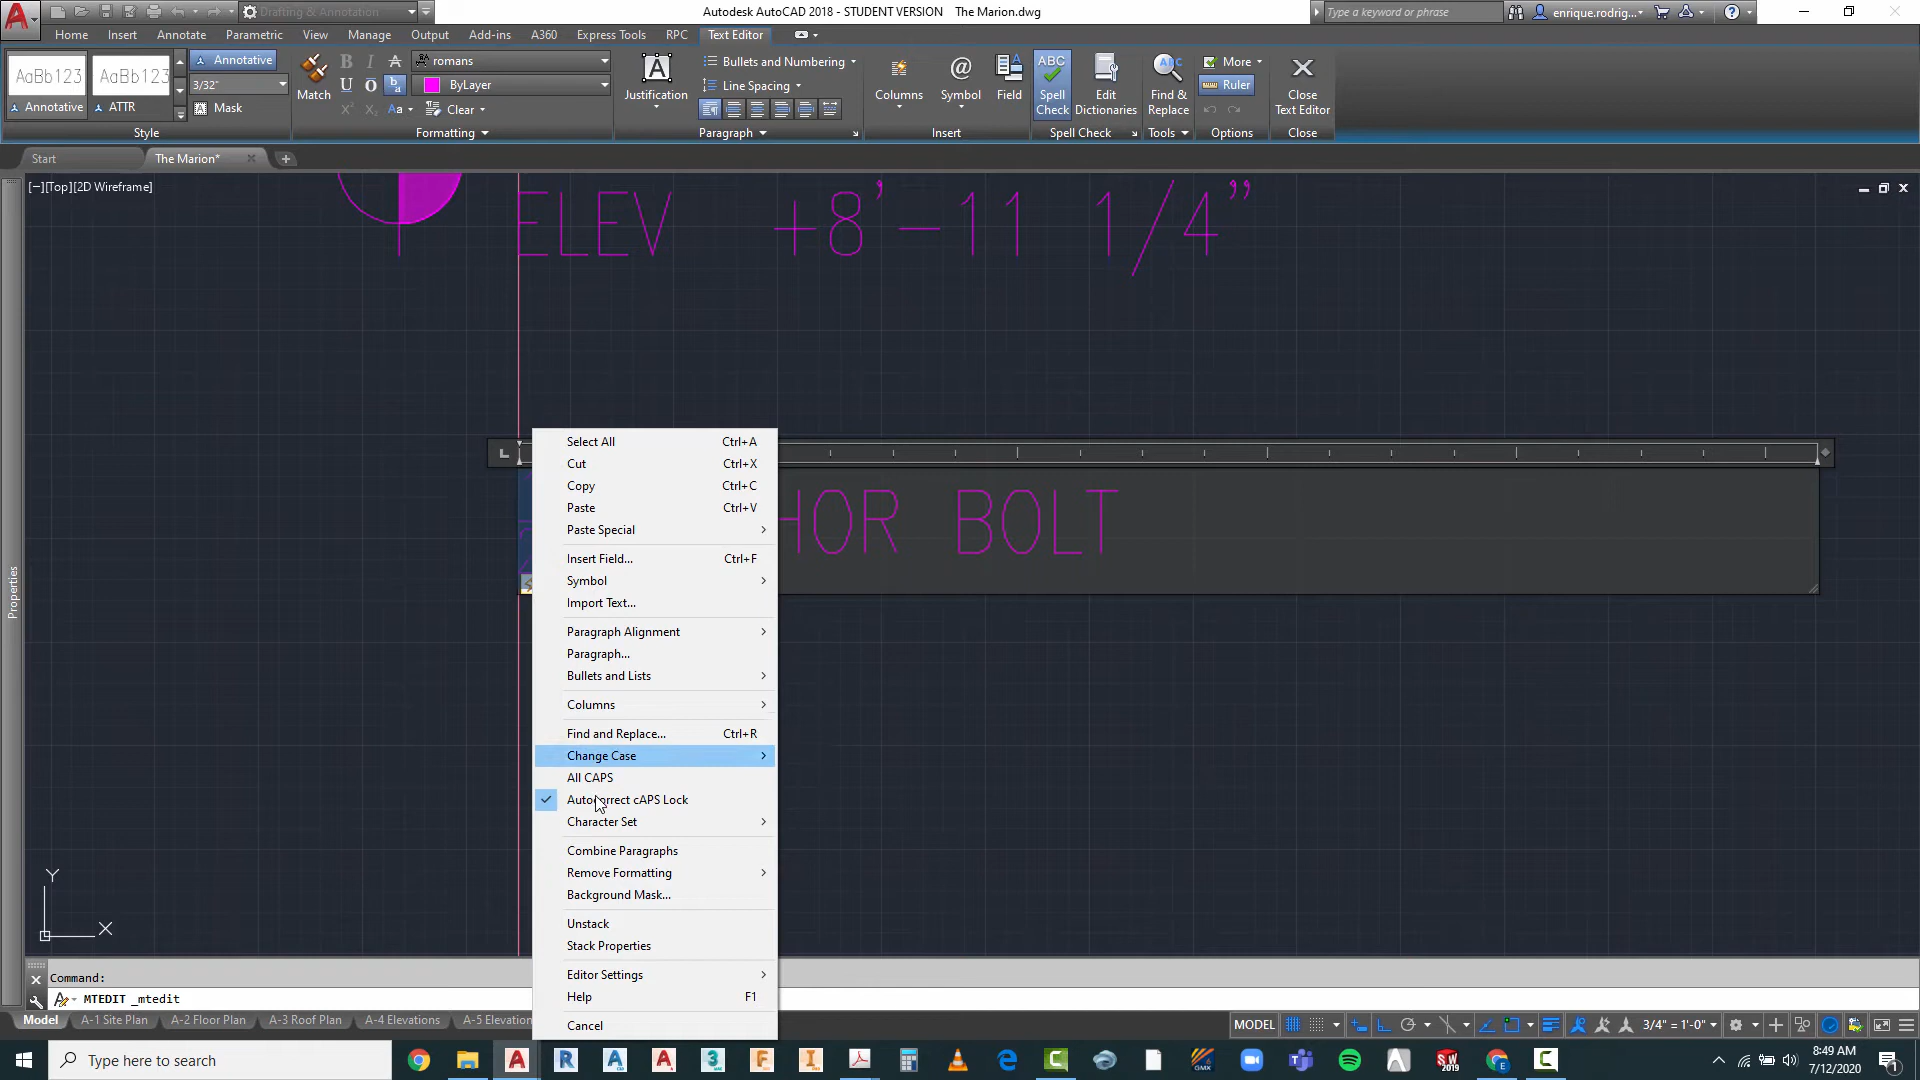 Drafting & Annotation
Autodesk AutoCAD 2018 - STUDENT VERSION The Marion.dwg
Type a keyword or phrase
enrique.rodrig...
Home Insert Annotate Parametric View Manage Output Add-ins A360 Express Tools RPC Text Editor
AaBb123 AaBb123
Annotative ATTR
Annotative
3/32"
Mask
Style
Match
romans
ByLayer
Clear
Formatting
Justification
Bullets and Numbering
Line Spacing
Paragraph
Columns
Symbol
Field
Insert
ABC
Spell Check
Edit Dictionaries
Spell Check
Find & Replace
Tools
More
Ruler
Options
Close Text Editor
Close
Start
The Marion*
[−][Top][2D Wireframe]
ELEV +8'-11 1/4"
HOR BOLT
Select All Ctrl+A
Cut Ctrl+X
Copy Ctrl+C
Paste Ctrl+V
Paste Special
Insert Field... Ctrl+F
Symbol
Import Text...
Paragraph Alignment
Paragraph...
Bullets and Lists
Columns
Find and Replace... Ctrl+R
Change Case
All CAPS
Autocorrect cAPS Lock
Character Set
Combine Paragraphs
Remove Formatting
Background Mask...
Unstack
Stack Properties
Editor Settings
Help F1
Cancel
Properties
Y
X
Command:
MTEDIT _mtedit
Model A-1 Site Plan A-2 Floor Plan A-3 Roof Plan A-4 Elevations A-5 Elevation
MODEL
3/4" = 1'-0"
Type here to search
8:49 AM
7/12/2020